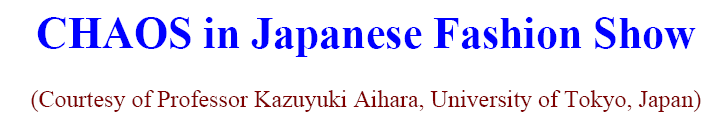 CHAOS in Japanese Fashion Show
(Courtesy of Professor Kazuyuki Aihara, University of Tokyo, Japan)